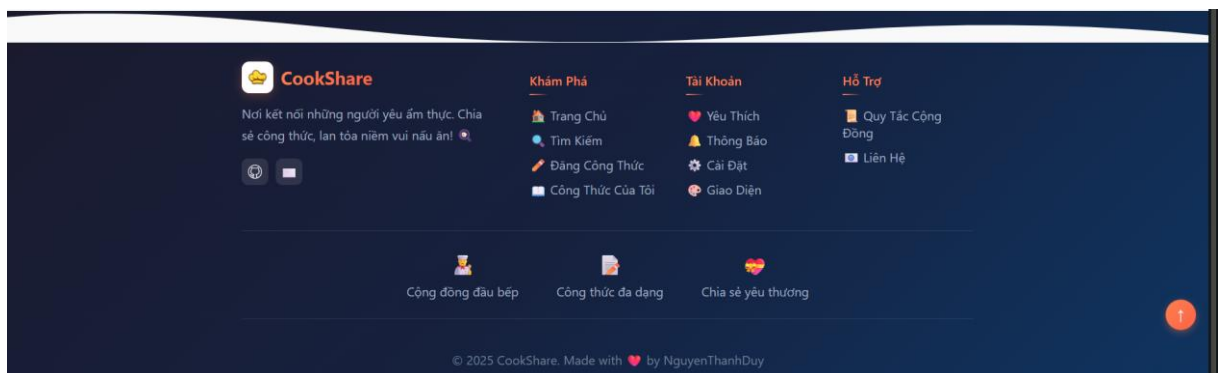 CookShare
Nơi kết nối những người yêu ẩm thực. Chia
sẻ công thức, lan tỏa niềm vui nấu ăn!
Khám Phá
Trang Chủ
Tìm Kiếm
Đăng Công Thức
Công Thức Của Tôi
Tài Khoản
Yêu Thích
Thông Báo
Cài Đặt
Giao Diện
Hỗ Trợ
Quy Tắc Cộng
Đồng
Liên Hệ
Cộng đồng đầu bếp
Công thức đa dạng
Chia sẻ yêu thương
© 2025 CookShare. Made with ❤️ by NguyenThanhDuy